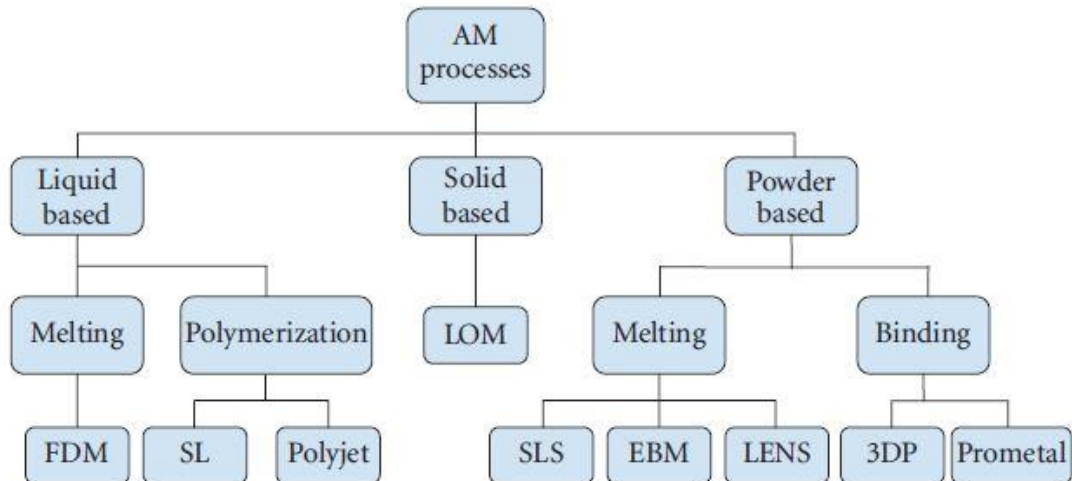 AM
processes
Liquid
based
Solid
based
Powder
based
Melting
Polymerization
LOM
Melting
Binding
FDM
SL
Polyjet
SLS
EBM
LENS
3DP
Prometal